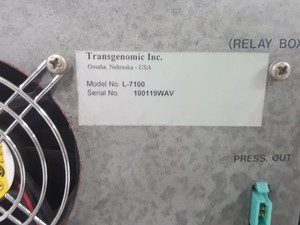 Transgenomic Inc.
Omaha, Nebraska - USA
(RELAY BOX
Model No. L-7100
Serial No. 100119WAV
PRESS. OUT